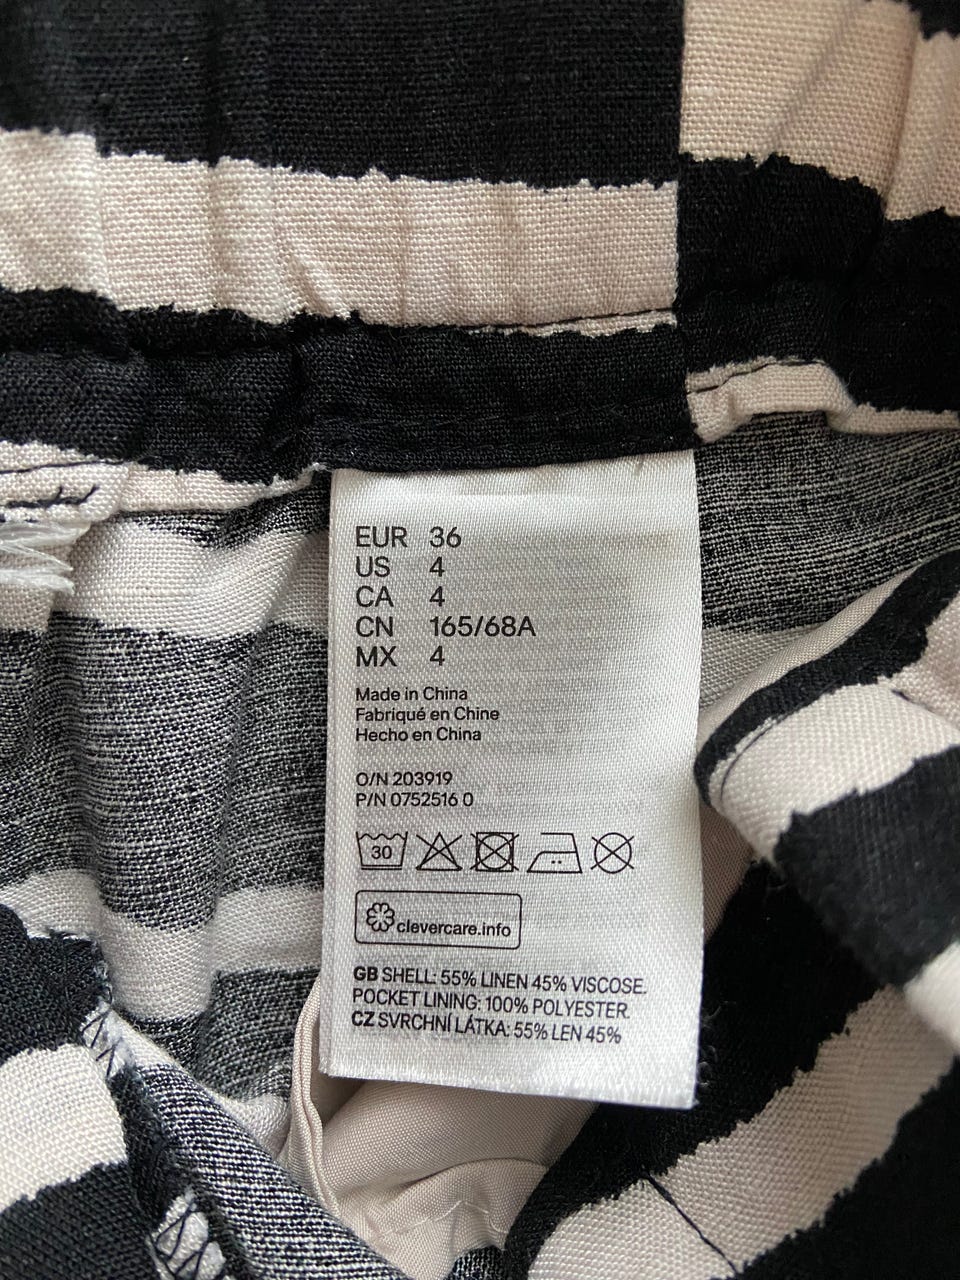 EUR 36
US 4
CA 4
CN 165/68A
MX 4
Made in China
Fabriqué en Chine
Hecho en China
O/N 203919
P/N 0752516 0
30
clevercare.info
GB SHELL: 55% LINEN 45% VISCOSE.
POCKET LINING: 100% POLYESTER.
CZ SVRCHNÍ LÁTKA: 55% LEN 45%